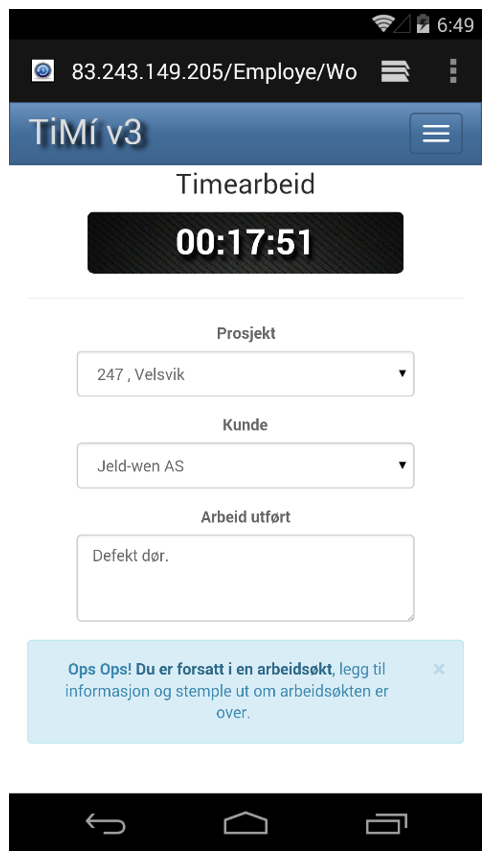 6:49
83.243.149.205/Employe/Wo
TiMí v3
Timearbeid
00:17:51
Prosjekt
247 , Velsvik
Kunde
Jeld-wen AS
Arbeid utført
Defekt dør.
Ops Ops! Du er forsatt i en arbeidsøkt, legg til
informasjon og stemple ut om arbeidsøkten er
over.
×